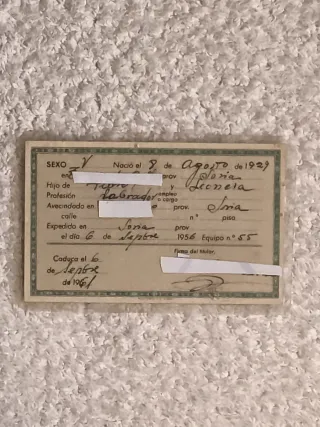 SEXO V Nació el 8 de Agosto de 1929
en prov Soria
Hijo de y
Profesión Labrador empleo o cargo
Avecindado en prov. Soria
calle n.º piso
Expedido en Soria
el día 6 de Septbre 1956 Equipo n.º 55
Firma del titular,
Caduca el 6
de Septbre
de 1961